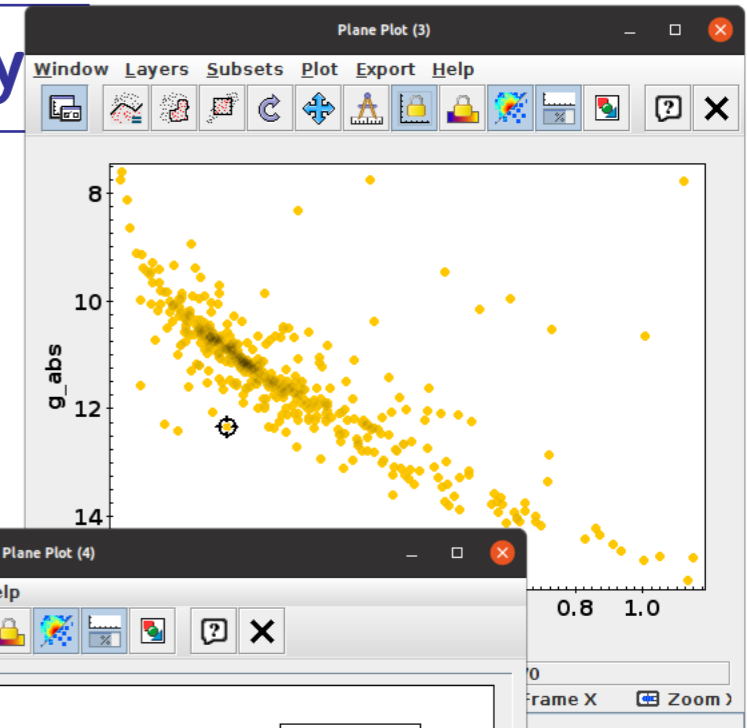 y
Plane Plot (3)
Window Layers Subsets Plot Export Help
8
10
12
14
g_abs
0.8 1.0
Plane Plot (4)
elp
%
70
Frame X Zoom